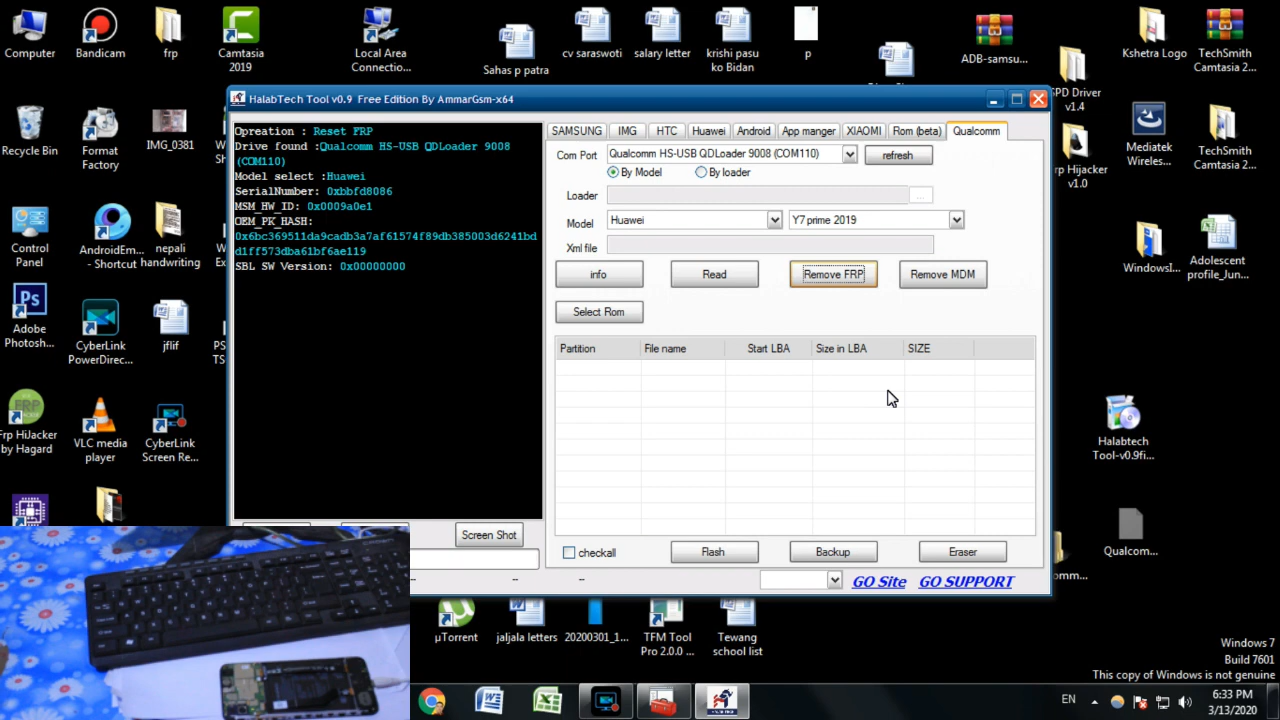 Computer
Bandicam
frp
Camtasia
2019
Local Area
Connectio...
Sahas p patra
cv saraswoti
salary letter
krishi pasu
ko Bidan
p
ADB-samsu...
SPD Driver
v1.4
Kshetra Logo
TechSmith
Camtasia 2...
HalabTech Tool v0.9 Free Edition By AmmarGsm-x64
Recycle Bin
Format
Factory
IMG_0381
Opreation : Reset FRP
Drive found :Qualcomm HS-USB QDLoader 9008
(COM110)
Model select :Huawei
SerialNumber: 0xbbfd8086
MSM_HW_ID: 0x0009a0e1
OEM_PK_HASH:
0x6bc369511da9cadb3a7af61574f89db385003d6241bd
d1ff573dba61bf6ae119
SBL SW Version: 0x00000000
SAMSUNG
IMG
HTC
Huawei
Android
App manger
XIAOMI
Rom (beta)
Qualcomm
Com Port
Qualcomm HS-USB QDLoader 9008 (COM110)
refresh
By Model
By loader
Loader
...
Model
Huawei
Y7 prime 2019
Xml file
info
Read
Remove FRP
Remove MDM
Select Rom
Partition
File name
Start LBA
Size in LBA
SIZE
Screen Shot
checkall
Flash
Backup
Eraser
--
--
GO Site
GO SUPPORT
Mediatek
Wireles...
TechSmith
Camtasia 2...
rp HiJacker
v1.0
Control
Panel
AndroidEm...
- Shortcut
nepali
handwriting
WindowsI...
Adolescent
profile_Jun...
Ps
Adobe
Photosh...
CyberLink
PowerDirec...
jflif
PS
TS
FRP
Frp HiJacker
by Hagard
VLC media
player
CyberLink
Screen Re...
Halabtech
Tool-v0.9fi...
Qualcom...
omm...
µTorrent
jaljala letters
20200301_1...
TFM Tool
Pro 2.0.0 ...
Tewang
school list
Windows 7
Build 7601
This copy of Windows is not genuine
EN
6:33 PM
3/13/2020